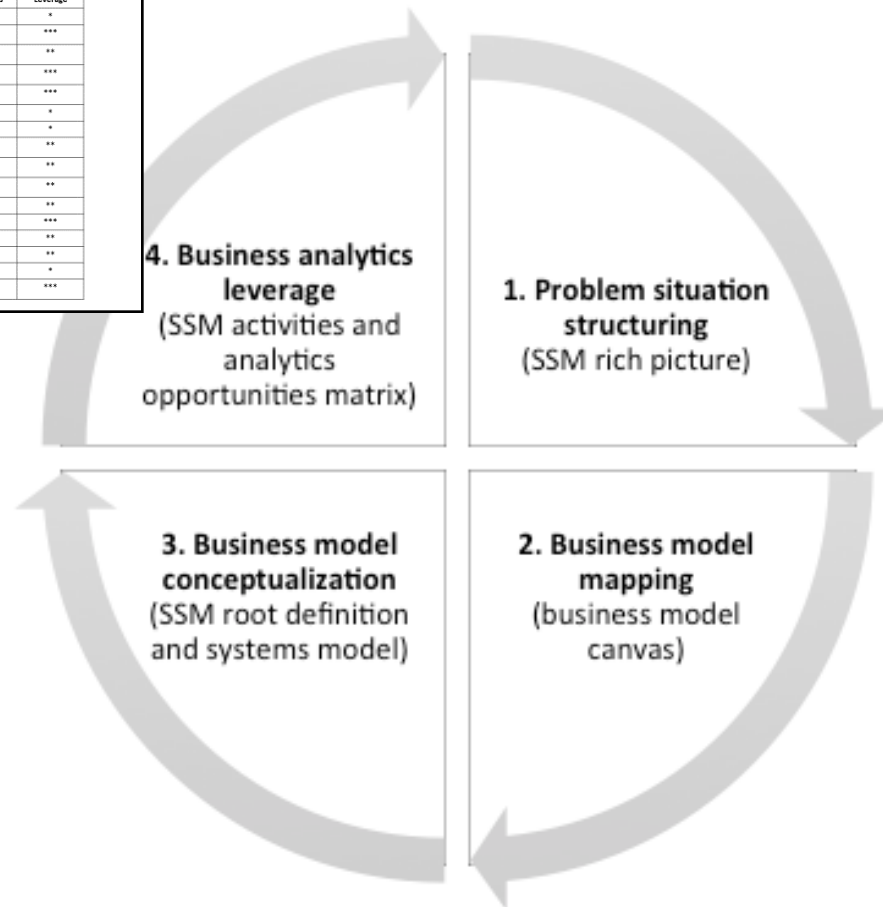 Leverage
*
***
**
***
***
*
*
**
**
**
**
***
**
**
*
***
4. Business analytics
leverage
(SSM activities and
analytics
opportunities matrix)
1. Problem situation
structuring
(SSM rich picture)
3. Business model
conceptualization
(SSM root definition
and systems model)
2. Business model
mapping
(business model
canvas)